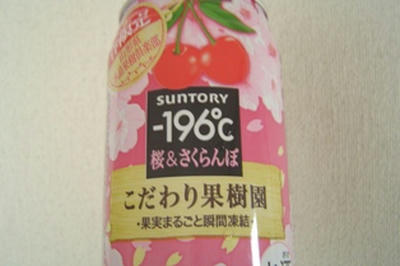 SUNTORY
-196℃
桜&さくらんぼ
こだわり果樹園
・果実まるごと瞬間凍結・